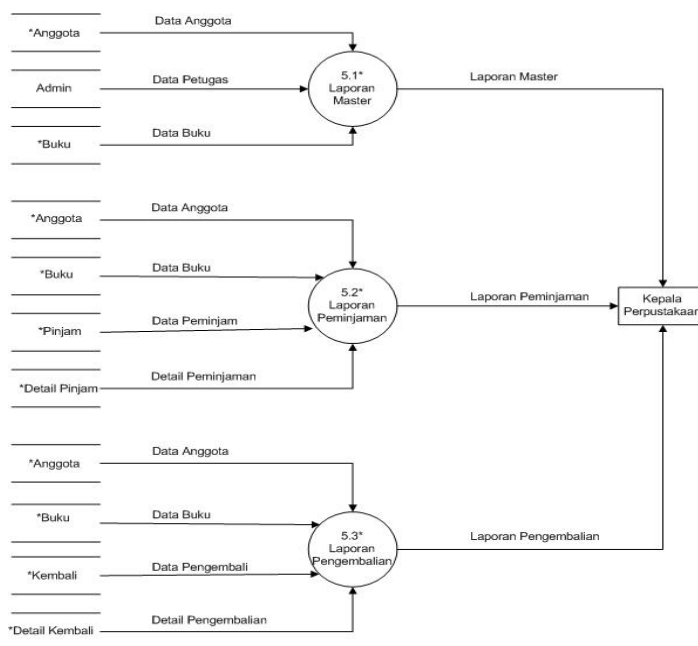 *Anggota
Data Anggota
Admin
Data Petugas
*Buku
Data Buku
5.1*
Laporan
Master
Laporan Master
*Anggota
Data Anggota
*Buku
Data Buku
*Pinjam
Data Peminjam
*Detail Pinjam
Detail Peminjaman
5.2*
Laporan
Peminjaman
Laporan Peminjaman
Kepala
Perpustakaan
*Anggota
Data Anggota
*Buku
Data Buku
*Kembali
Data Pengembali
*Detail Kembali
Detail Pengembalian
5.3*
Laporan
Pengembalian
Laporan Pengembalian